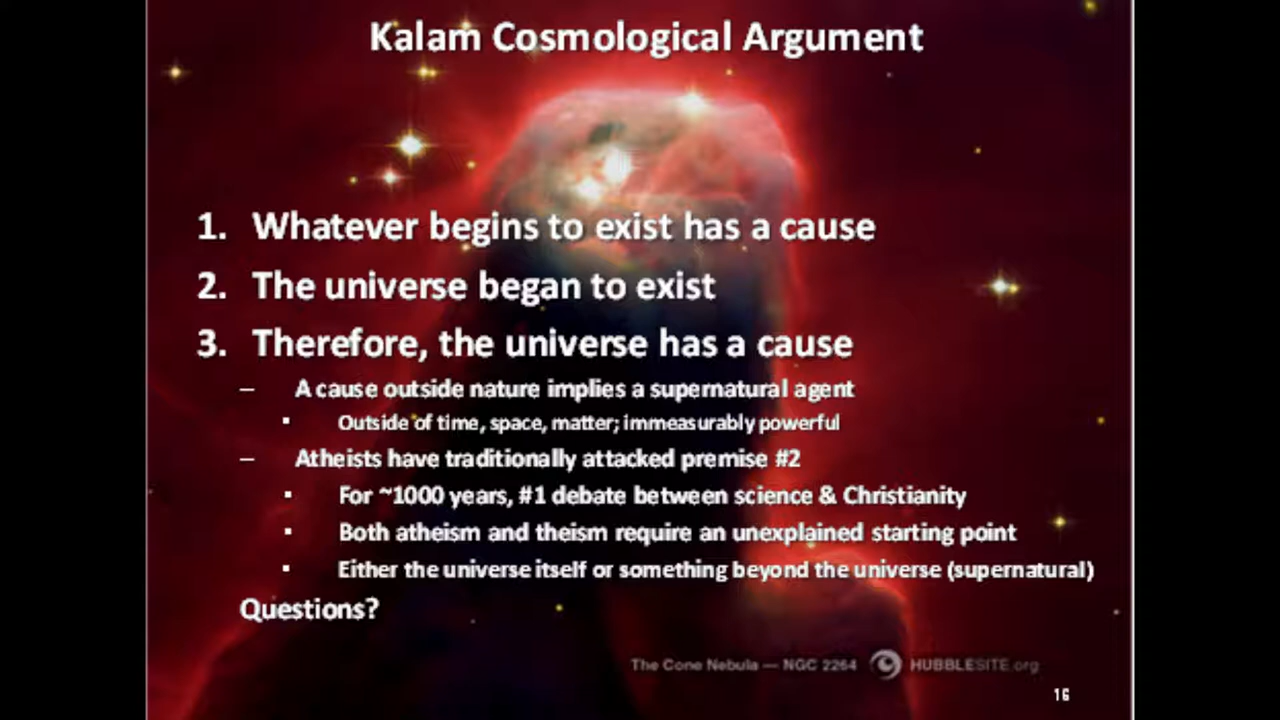 Kalam Cosmological Argument
1. Whatever begins to exist has a cause
2. The universe began to exist
3. Therefore, the universe has a cause
– A cause outside nature implies a supernatural agent
▪ Outside of time, space, matter; immeasurably powerful
– Atheists have traditionally attacked premise #2
▪ For ~1000 years, #1 debate between science & Christianity
▪ Both atheism and theism require an unexplained starting point
▪ Either the universe itself or something beyond the universe (supernatural)
Questions?
The Cone Nebula — NGC 2264 HUBBLESITE.org
16